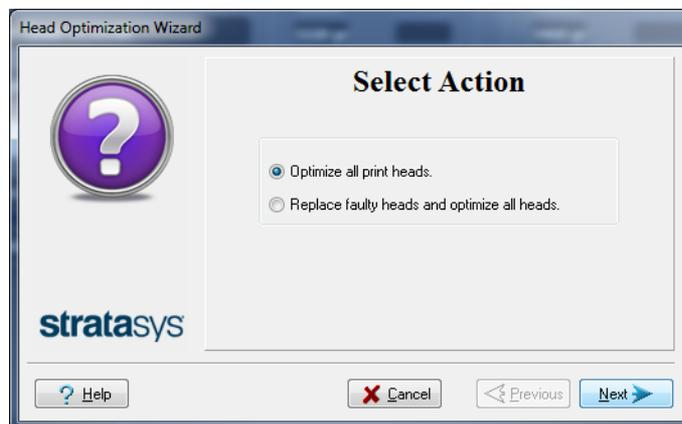 Head Optimization Wizard
Select Action
Optimize all print heads.
Replace faulty heads and optimize all heads.
stratasys
? Help
Cancel
Previous
Next